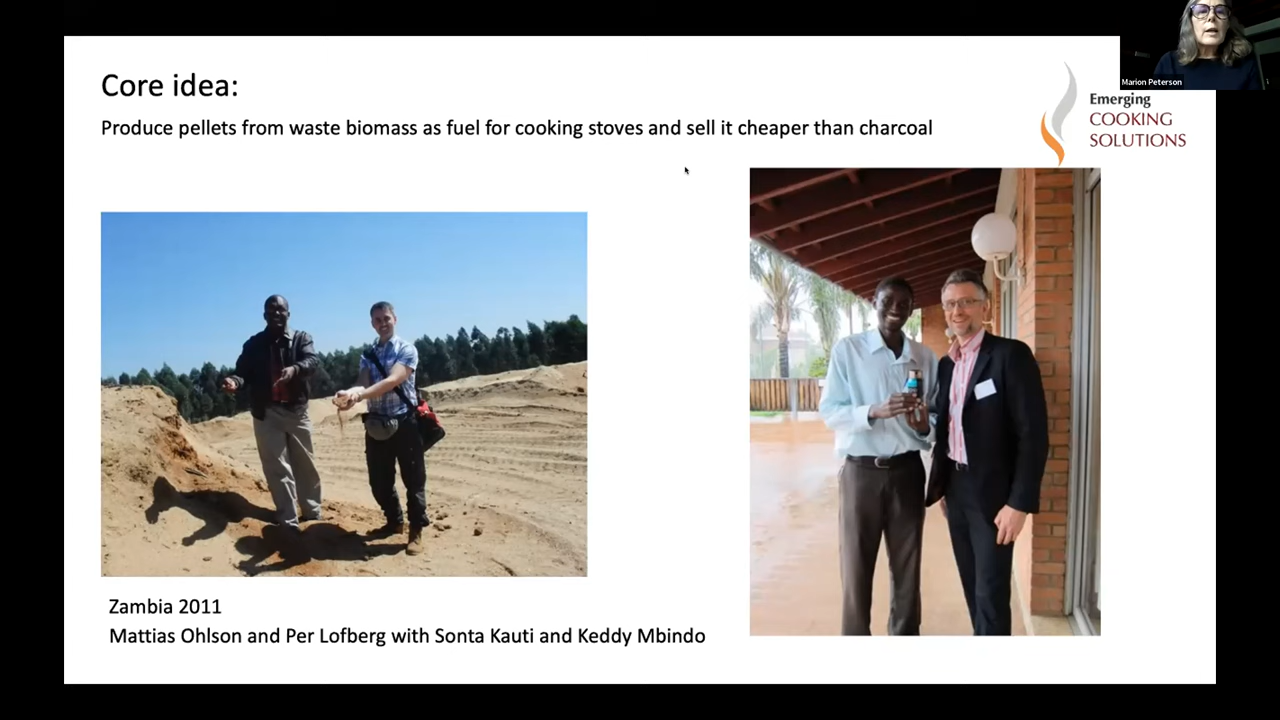 Core idea:
Produce pellets from waste biomass as fuel for cooking stoves and sell it cheaper than charcoal
Marion Peterson
Emerging
COOKING
SOLUTIONS
Zambia 2011
Mattias Ohlson and Per Lofberg with Sonta Kauti and Keddy Mbindo